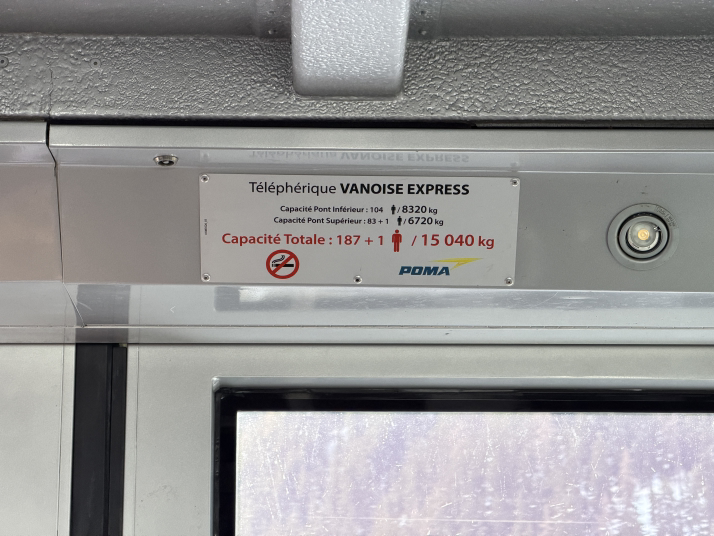 Téléphérique VANOISE EXPRESS
Capacité Pont Inférieur : 104 / 8320 kg
Capacité Pont Supérieur : 83 + 1 / 6720 kg
Capacité Totale : 187 + 1 / 15 040 kg
POMA